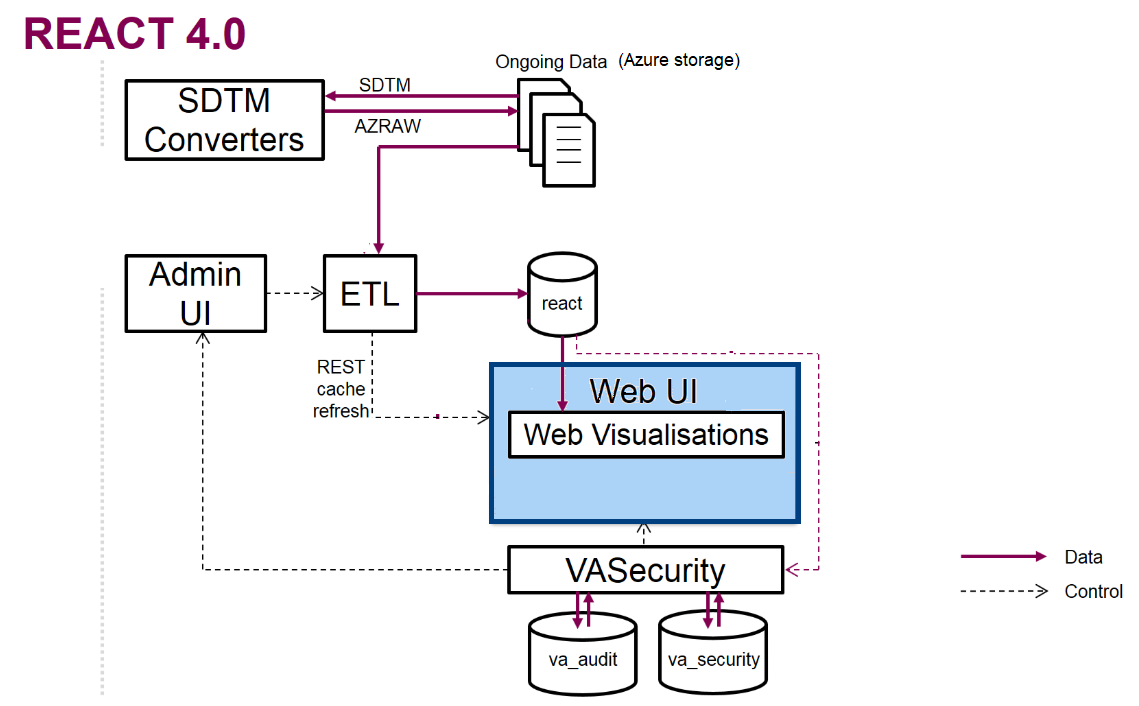 REACT 4.0
Ongoing Data (Azure storage)
SDTM
SDTM
Converters
AZRAW
Admin
UI
ETL
react
REST
cache
refresh
Web UI
Web Visualisations
VASecurity
Data
Control
va_audit
va_security